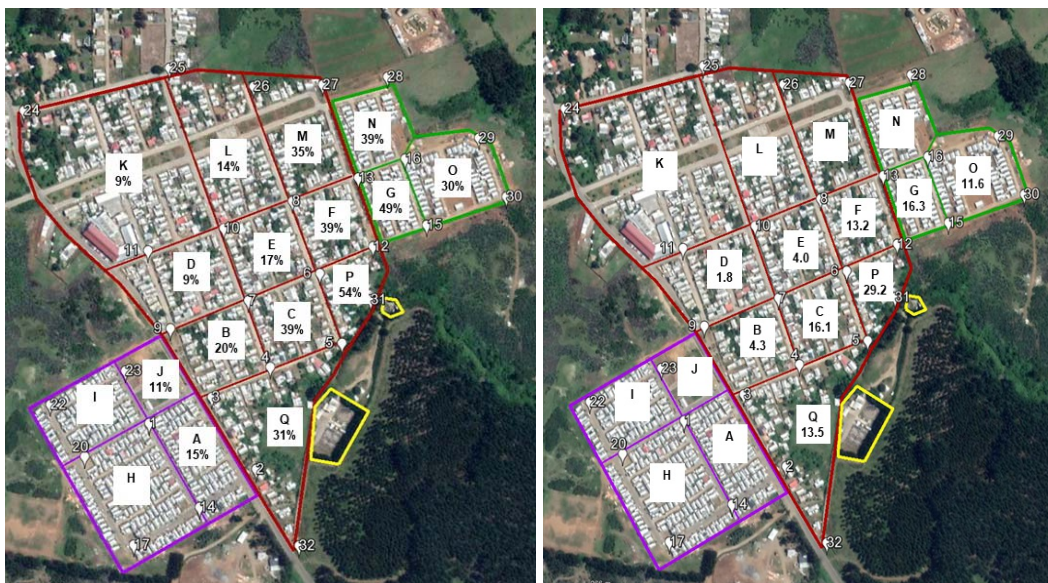 25
26
27
28
24
N
39%
M
35%
29
L
14%
K
9%
16
O
30%
13
G
49%
30
8
F
39%
15
10
11
E
17%
12
D
9%
6
P
54%
7
31
C
39%
B
20%
9
5
4
23
J
11%
I
3
22
1
Q
31%
A
15%
20
H
2
14
17
32
25
26
27
28
24
N
M
29
L
K
16
O
11.6
13
G
16.3
30
8
F
13.2
15
10
11
E
4.0
12
D
1.8
6
P
29.2
7
31
C
16.1
B
4.3
9
5
4
23
J
I
3
22
1
Q
13.5
A
20
H
2
14
17
32